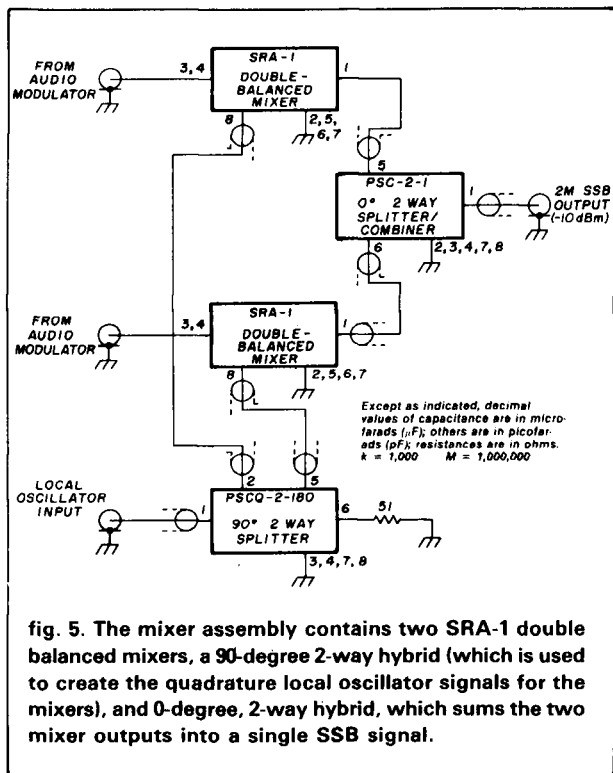 FROM
AUDIO
MODULATOR
3,4
SRA-1
DOUBLE-
BALANCED
MIXER
1
8
2,5,
6,7
5
PSC-2-1
0° 2 WAY
SPLITTER/
COMBINER
1
2M SSB
OUTPUT
(-10dBm)
6
2,3,4,7,8
FROM
AUDIO
MODULATOR
3,4
SRA-1
DOUBLE-
BALANCED
MIXER
1
8
2,5,6,7
Except as indicated, decimal
values of capacitance are in micro-
farads (µF); others are in picofar-
ads (pF); resistances are in ohms.
k = 1,000 M = 1,000,000
LOCAL
OSCILLATOR
INPUT
1
2
5
PSCQ-2-180
90° 2 WAY
SPLITTER
6
51
3,4,7,8
fig. 5. The mixer assembly contains two SRA-1 double
balanced mixers, a 90-degree 2-way hybrid (which is used
to create the quadrature local oscillator signals for the
mixers), and 0-degree, 2-way hybrid, which sums the two
mixer outputs into a single SSB signal.